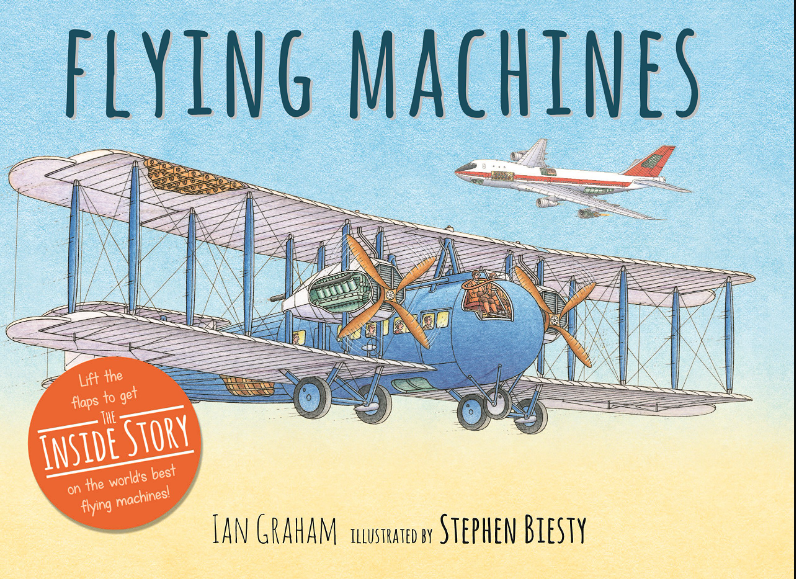 FLYING MACHINES
Lift the
flaps to get
THE
INSIDE STORY
on the world's best
flying machines!
IAN GRAHAM ILLUSTRATED BY STEPHEN BIESTY